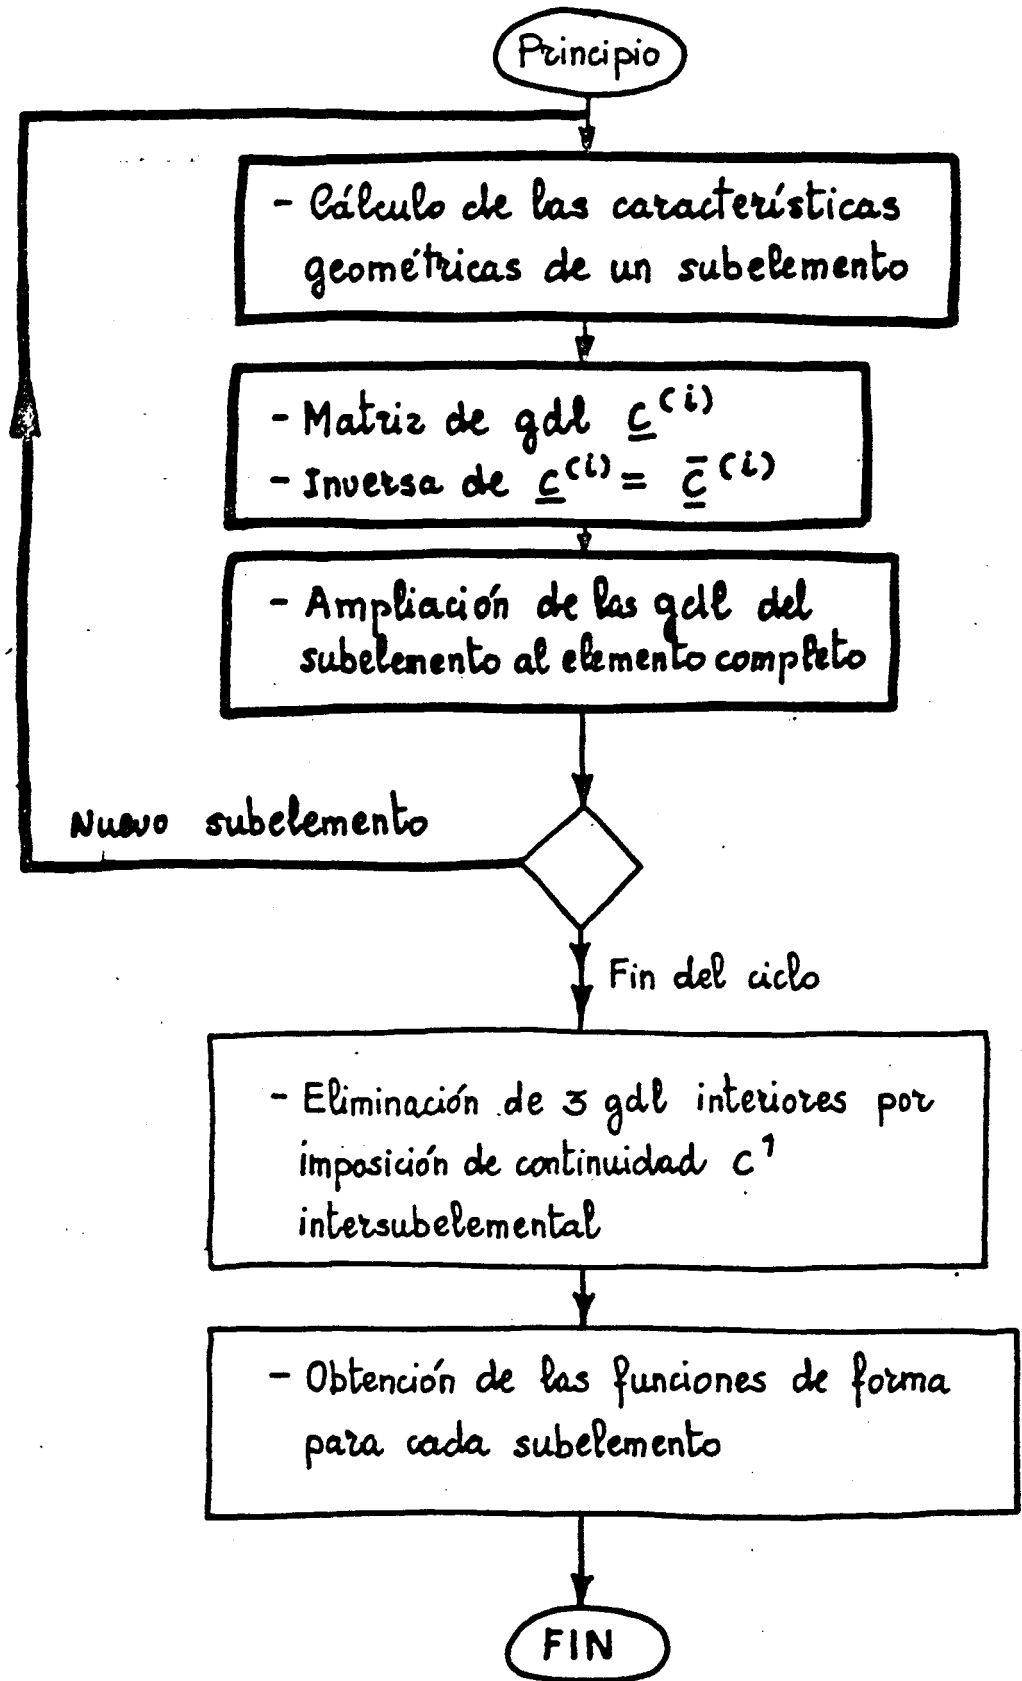 Principio
- Cálculo de las características
geométricas de un subelemento
- Matriz de gdl c̲⁽ⁱ⁾
- Inversa de c̲⁽ⁱ⁾ = c̲̄⁽ⁱ⁾
- Ampliación de las gdl del
subelemento al elemento completo
Nuevo subelemento
Fin del ciclo
- Eliminación de 3 gdl interiores por
imposición de continuidad C¹
intersubelemental
- Obtención de las funciones de forma
para cada subelemento
FIN